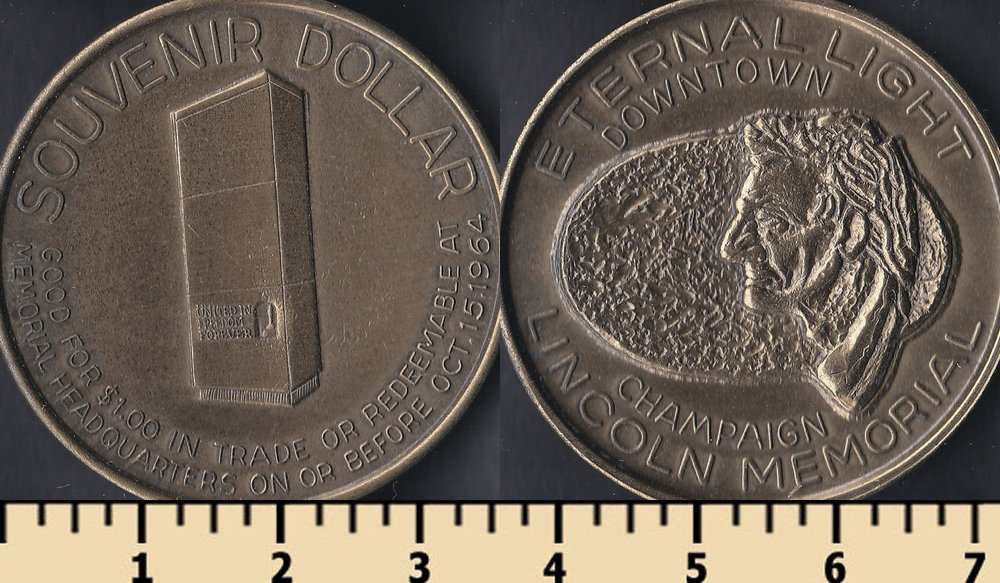 SOUVENIR DOLLAR
UNITED IN
FOREVER
GOOD FOR $1.00 IN TRADE OR REDEEMABLE AT
MEMORIAL HEADQUARTERS ON OR BEFORE OCT. 15.1964
ETERNAL LIGHT
DOWNTOWN
CHAMPAIGN
LINCOLN MEMORIAL
1 2 3 4 5 6 7